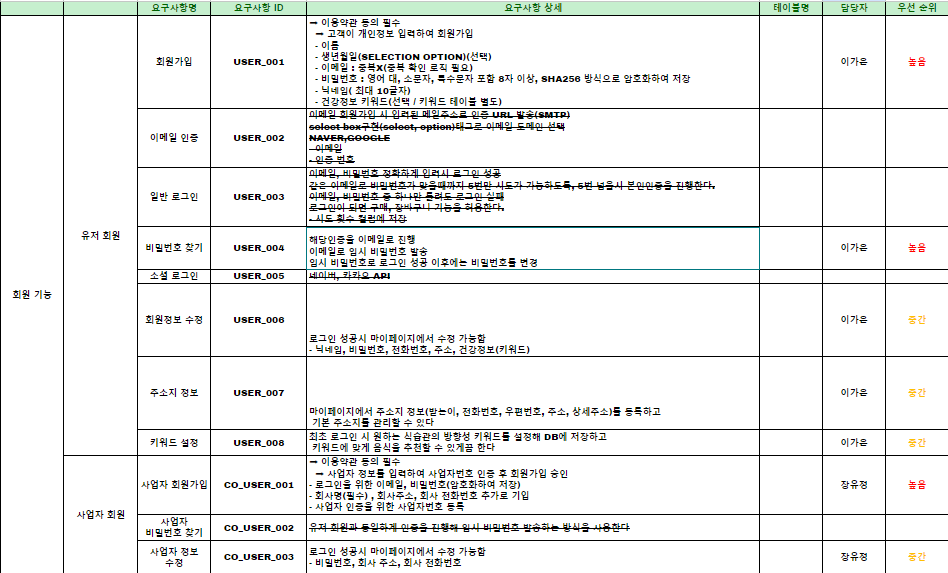 요구사항명 요구사항 ID 요구사항 상세 테이블명 담당자 우선 순위
회원 기능
유저 회원
회원가입 USER_001
→ 이용약관 동의 필수
→ 고객이 개인정보 입력하여 회원가입
- 이름
- 생년월일(SELECTION OPTION)(선택)
- 이메일 : 중복X(중복 확인 로직 필요)
- 비밀번호 : 영어 대, 소문자, 특수문자 포함 8자 이상, SHA256 방식으로 암호화하여 저장
- 닉네임( 최대 10글자)
- 건강정보 키워드(선택 / 키워드 테이블 별도)
이가은 높음
이메일 인증 USER_002
이메일 회원가입 시 입력된 메일주소로 인증 URL 발송(SMTP)
select box구현(select, option)태그로 이메일 도메인 선택
NAVER,GOOGLE
- 이메일
- 인증 번호
일반 로그인 USER_003
이메일, 비밀번호 정확하게 입력시 로그인 성공
같은 이메일로 비밀번호가 맞을때까지 5번만 시도가 가능하도록, 5번 넘을시 본인인증을 진행한다.
이메일, 비밀번호 중 하나만 틀려도 로그인 실패
로그인이 되면 구매, 장바구니 기능을 허용한다.
- 시도 횟수 컬럼에 저장
비밀번호 찾기 USER_004
해당인증을 이메일로 진행
이메일로 임시 비밀번호 발송
임시 비밀번호로 로그인 성공 이후에는 비밀번호를 변경
이가은 높음
소셜 로그인 USER_005 네이버, 카카오 API
회원정보 수정 USER_006
로그인 성공시 마이페이지에서 수정 가능함
- 닉네임, 비밀번호, 전화번호, 주소, 건강정보(키워드)
이가은 중간
주소지 정보 USER_007
마이페이지에서 주소지 정보(받는이, 전화번호, 우편번호, 주소, 상세주소)를 등록하고
기본 주소지를 관리할 수 있다
이가은 중간
키워드 설정 USER_008
최초 로그인 시 원하는 식습관의 방향성 키워드를 설정해 DB에 저장하고
키워드에 맞게 음식을 추천할 수 있게끔 한다
이가은 중간
사업자 회원
사업자 회원가입 CO_USER_001
→ 이용약관 동의 필수
→ 사업자 정보를 입력하여 사업자번호 인증 후 회원가입 승인
- 로그인을 위한 이메일, 비밀번호(암호화하여 저장)
- 회사명(필수) , 회사주소, 회사 전화번호 추가로 기입
- 사업자 인증을 위한 사업자번호 등록
장유정 높음
사업자
비밀번호 찾기 CO_USER_002 유저 회원과 동일하게 인증을 진행해 임시 비밀번호 발송하는 방식을 사용한다
사업자 정보
수정 CO_USER_003
로그인 성공시 마이페이지에서 수정 가능함
- 비밀번호, 회사 주소, 회사 전화번호
장유정 중간